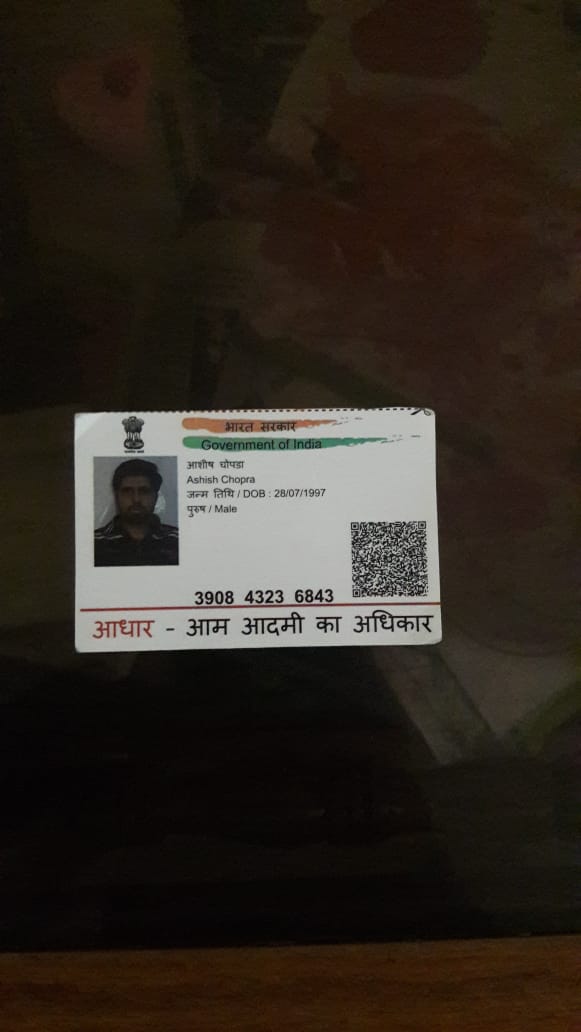 भारत सरकार
Government of India
आशीष चोपडा
Ashish Chopra
जन्म तिथि / DOB : 28/07/1997
पुरुष / Male
3908 4323 6843
आधार - आम आदमी का अधिकार